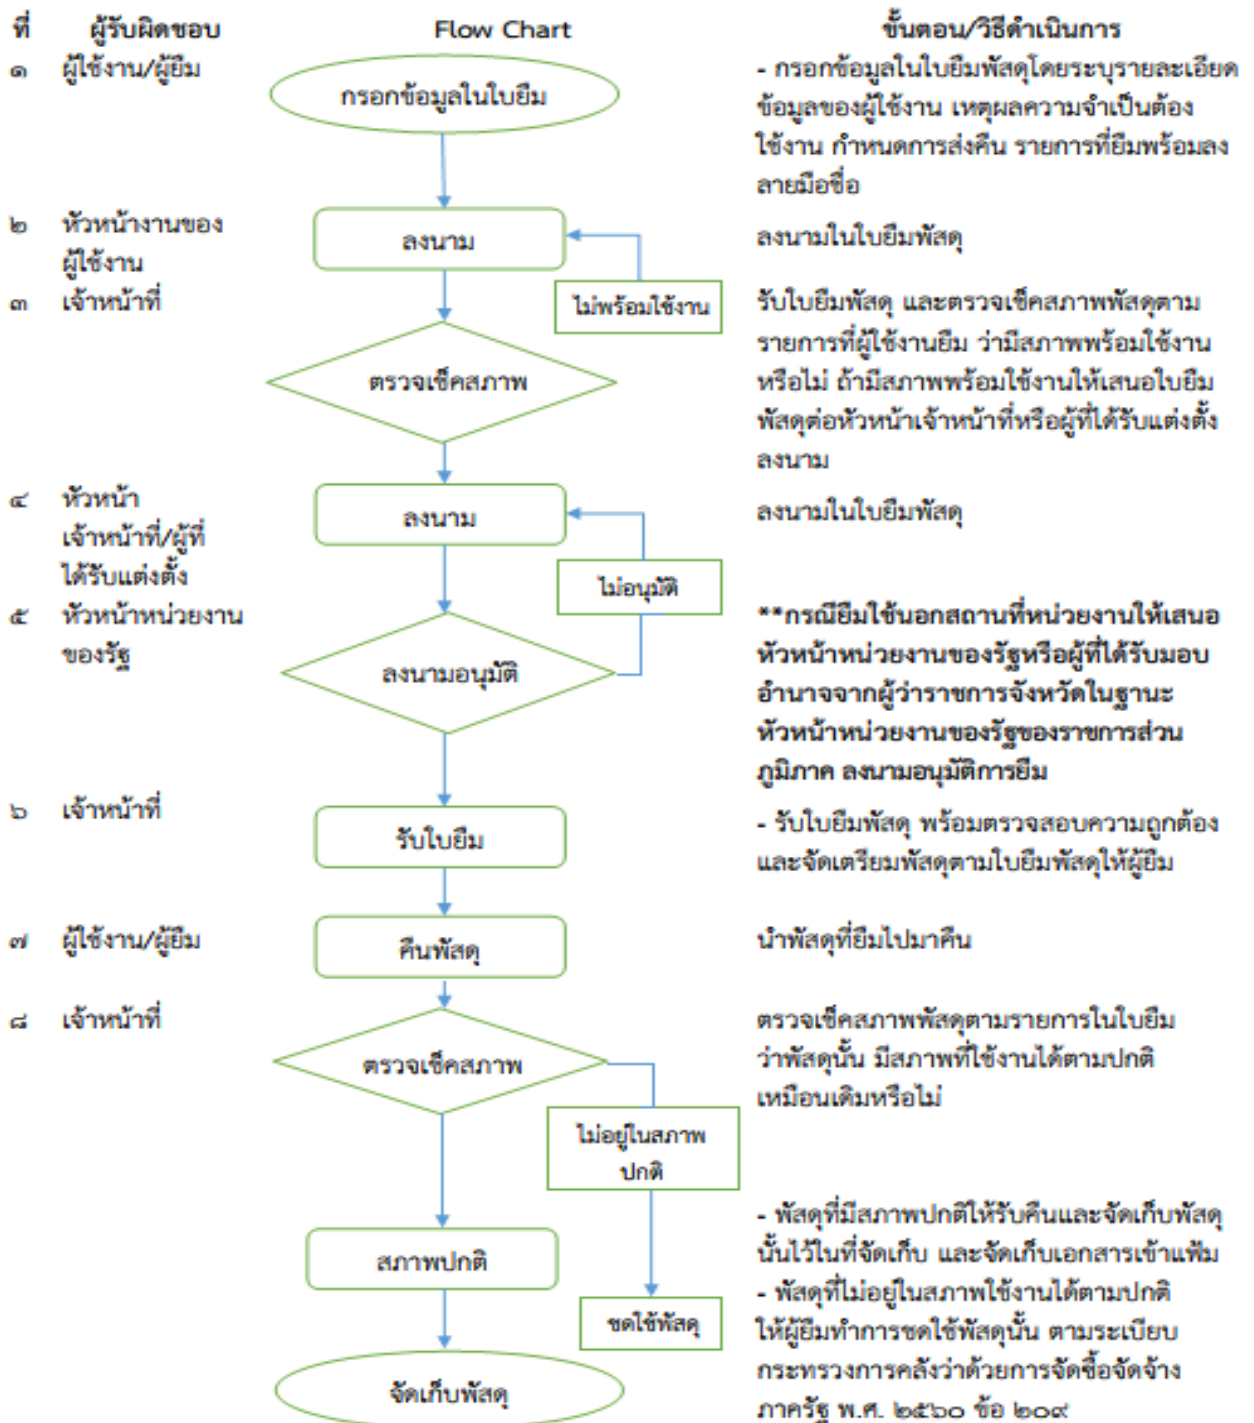 ที่ ผู้รับผิดชอบ Flow Chart ขั้นตอน/วิธีดำเนินการ
๑ ผู้ใช้งาน/ผู้ยืม
กรอกข้อมูลในใบยืม
- กรอกข้อมูลในใบยืมพัสดุโดยระบุรายละเอียด
ข้อมูลของผู้ใช้งาน เหตุผลความจำเป็นต้อง
ใช้งาน กำหนดการส่งคืน รายการที่ยืมพร้อมลง
ลายมือชื่อ
๒ หัวหน้างานของ
ผู้ใช้งาน
ลงนาม
ลงนามในใบยืมพัสดุ
๓ เจ้าหน้าที่
ไม่พร้อมใช้งาน
ตรวจเช็คสภาพ
รับใบยืมพัสดุ และตรวจเช็คสภาพพัสดุตาม
รายการที่ผู้ใช้งานยืม ว่ามีสภาพพร้อมใช้งาน
หรือไม่ ถ้ามีสภาพพร้อมใช้งานให้เสนอใบยืม
พัสดุต่อหัวหน้าเจ้าหน้าที่หรือผู้ที่ได้รับแต่งตั้ง
ลงนาม
๔ หัวหน้า
เจ้าหน้าที่/ผู้ที่
ได้รับแต่งตั้ง
ลงนาม
ลงนามในใบยืมพัสดุ
ไม่อนุมัติ
๕ หัวหน้าหน่วยงาน
ของรัฐ
ลงนามอนุมัติ
**กรณียืมใช้นอกสถานที่หน่วยงานให้เสนอ
หัวหน้าหน่วยงานของรัฐหรือผู้ที่ได้รับมอบ
อำนาจจากผู้ว่าราชการจังหวัดในฐานะ
หัวหน้าหน่วยงานของรัฐของราชการส่วน
ภูมิภาค ลงนามอนุมัติการยืม
๖ เจ้าหน้าที่
รับใบยืม
- รับใบยืมพัสดุ พร้อมตรวจสอบความถูกต้อง
และจัดเตรียมพัสดุตามใบยืมพัสดุให้ผู้ยืม
๗ ผู้ใช้งาน/ผู้ยืม
คืนพัสดุ
นำพัสดุที่ยืมไปมาคืน
๘ เจ้าหน้าที่
ตรวจเช็คสภาพ
ตรวจเช็คสภาพพัสดุตามรายการในใบยืม
ว่าพัสดุนั้น มีสภาพที่ใช้งานได้ตามปกติ
เหมือนเดิมหรือไม่
ไม่อยู่ในสภาพ
ปกติ
สภาพปกติ
ชดใช้พัสดุ
จัดเก็บพัสดุ
- พัสดุที่มีสภาพปกติให้รับคืนและจัดเก็บพัสดุ
นั้นไว้ในที่จัดเก็บ และจัดเก็บเอกสารเข้าแฟ้ม
- พัสดุที่ไม่อยู่ในสภาพใช้งานได้ตามปกติ
ให้ผู้ยืมทำการชดใช้พัสดุนั้น ตามระเบียบ
กระทรวงการคลังว่าด้วยการจัดซื้อจัดจ้าง
ภาครัฐ พ.ศ. ๒๕๖๐ ข้อ ๒๐๙